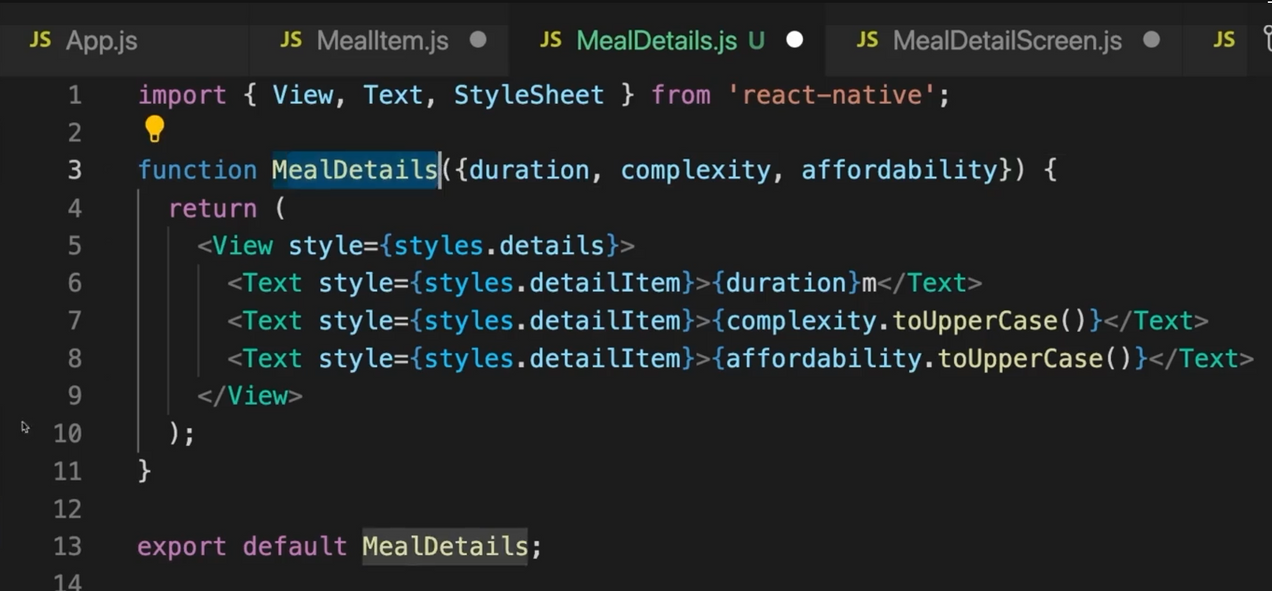 JS App.js JS MealItem.js JS MealDetails.js U JS MealDetailScreen.js JS
1 import { View, Text, StyleSheet } from 'react-native';
2
3 function MealDetails({duration, complexity, affordability}) {
4 return (
5 <View style={styles.details}>
6 <Text style={styles.detailItem}>{duration}m</Text>
7 <Text style={styles.detailItem}>{complexity.toUpperCase()}</Text>
8 <Text style={styles.detailItem}>{affordability.toUpperCase()}</Text>
9 </View>
10 );
11 }
12
13 export default MealDetails;
14